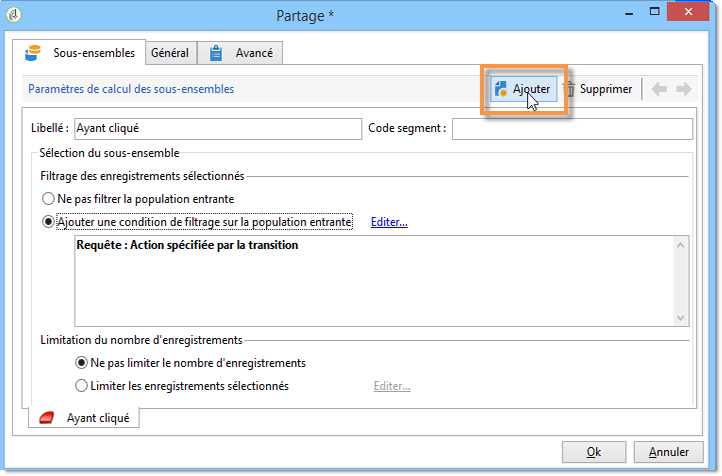 Partage *
Sous-ensembles Général Avancé
Paramètres de calcul des sous-ensembles Ajouter Supprimer
Libellé : Ayant cliqué Code segment :
Sélection du sous-ensemble
Filtrage des enregistrements sélectionnés
Ne pas filtrer la population entrante
Ajouter une condition de filtrage sur la population entrante Editer...
Requête : Action spécifiée par la transition
Limitation du nombre d'enregistrements
Ne pas limiter le nombre d'enregistrements
Limiter les enregistrements sélectionnés Editer...
Ayant cliqué
Ok Annuler